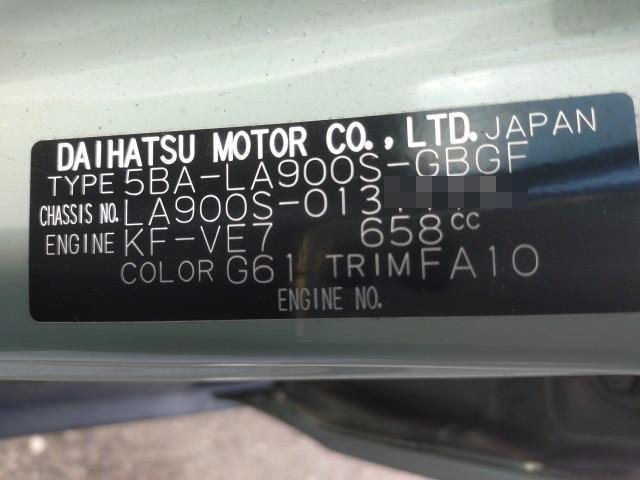 DAIHATSU MOTOR CO., LTD. JAPAN
TYPE 5BA-LA900S-GBGF
CHASSIS NO. LA900S-013
ENGINE KF-VE7 658cc
COLOR G61 TRIM FA10
ENGINE NO.